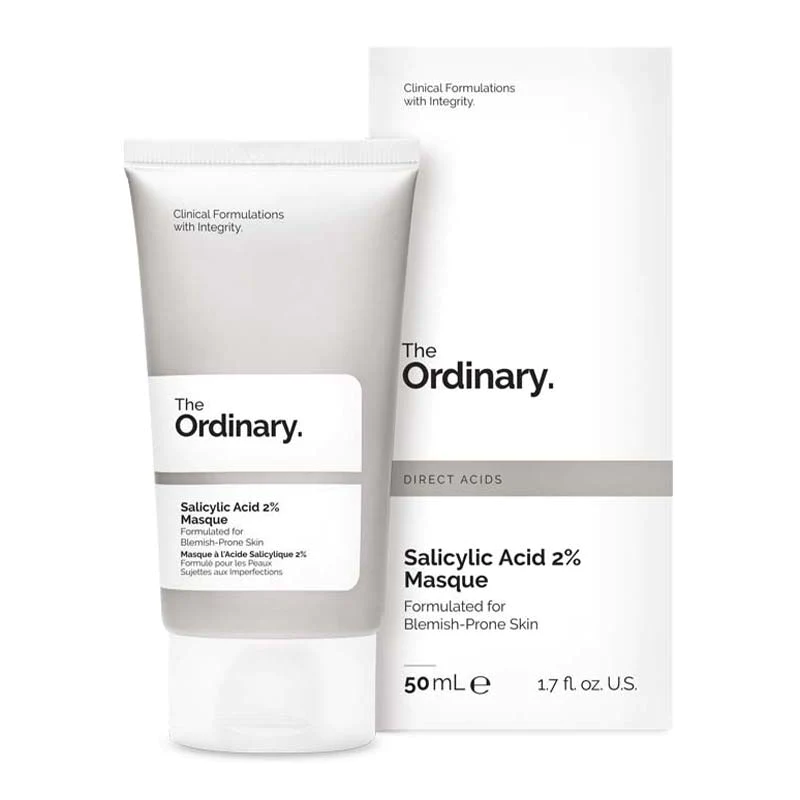 Clinical Formulations
with Integrity.
The
Ordinary.
Salicylic Acid 2%
Masque
Formulated for
Blemish-Prone Skin
Masque à l'Acide Salicylique 2%
Formulé pour les Peaux
Sujettes aux Imperfections
Clinical Formulations
with Integrity.
The
Ordinary.
DIRECT ACIDS
Salicylic Acid 2%
Masque
Formulated for
Blemish-Prone Skin
50 mL ℮ 1.7 fl. oz. U.S.